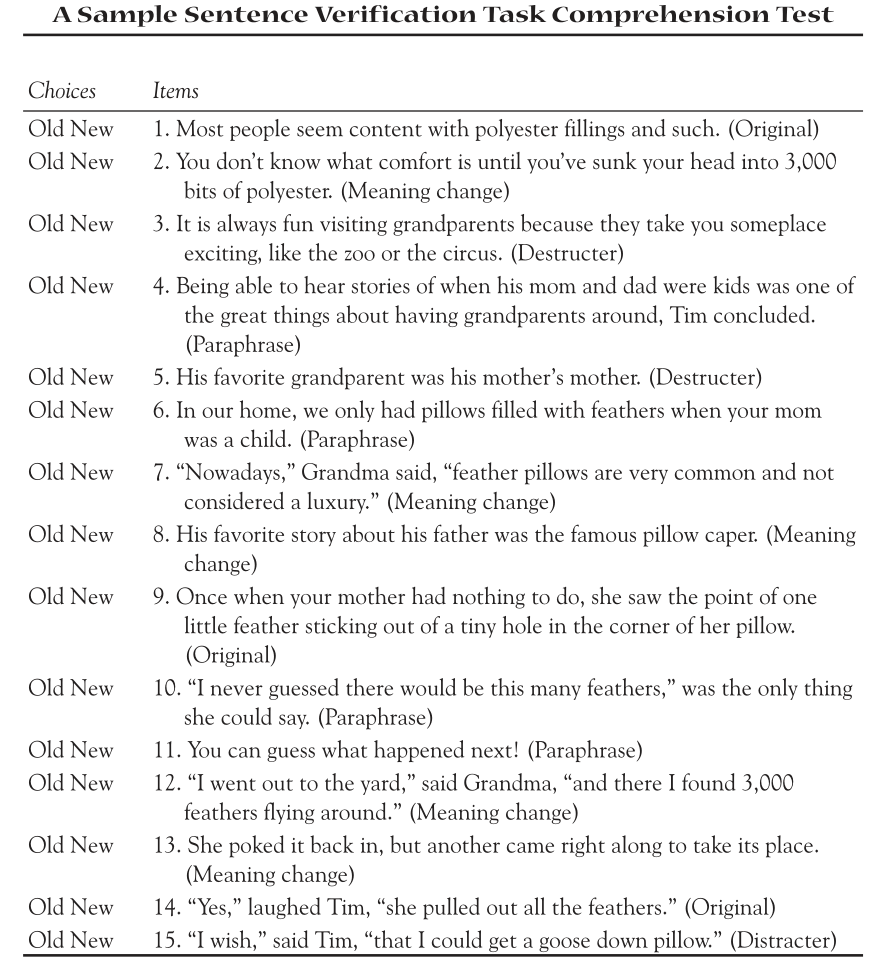 A Sample Sentence Verification Task Comprehension Test
Choices Items
Old New 1. Most people seem content with polyester fillings and such. (Original)
Old New 2. You don’t know what comfort is until you’ve sunk your head into 3,000
bits of polyester. (Meaning change)
Old New 3. It is always fun visiting grandparents because they take you someplace
exciting, like the zoo or the circus. (Destructer)
Old New 4. Being able to hear stories of when his mom and dad were kids was one of
the great things about having grandparents around, Tim concluded.
(Paraphrase)
Old New 5. His favorite grandparent was his mother’s mother. (Destructer)
Old New 6. In our home, we only had pillows filled with feathers when your mom
was a child. (Paraphrase)
Old New 7. “Nowadays,” Grandma said, “feather pillows are very common and not
considered a luxury.” (Meaning change)
Old New 8. His favorite story about his father was the famous pillow caper. (Meaning
change)
Old New 9. Once when your mother had nothing to do, she saw the point of one
little feather sticking out of a tiny hole in the corner of her pillow.
(Original)
Old New 10. “I never guessed there would be this many feathers,” was the only thing
she could say. (Paraphrase)
Old New 11. You can guess what happened next! (Paraphrase)
Old New 12. “I went out to the yard,” said Grandma, “and there I found 3,000
feathers flying around.” (Meaning change)
Old New 13. She poked it back in, but another came right along to take its place.
(Meaning change)
Old New 14. “Yes,” laughed Tim, “she pulled out all the feathers.” (Original)
Old New 15. “I wish,” said Tim, “that I could get a goose down pillow.” (Distracter)